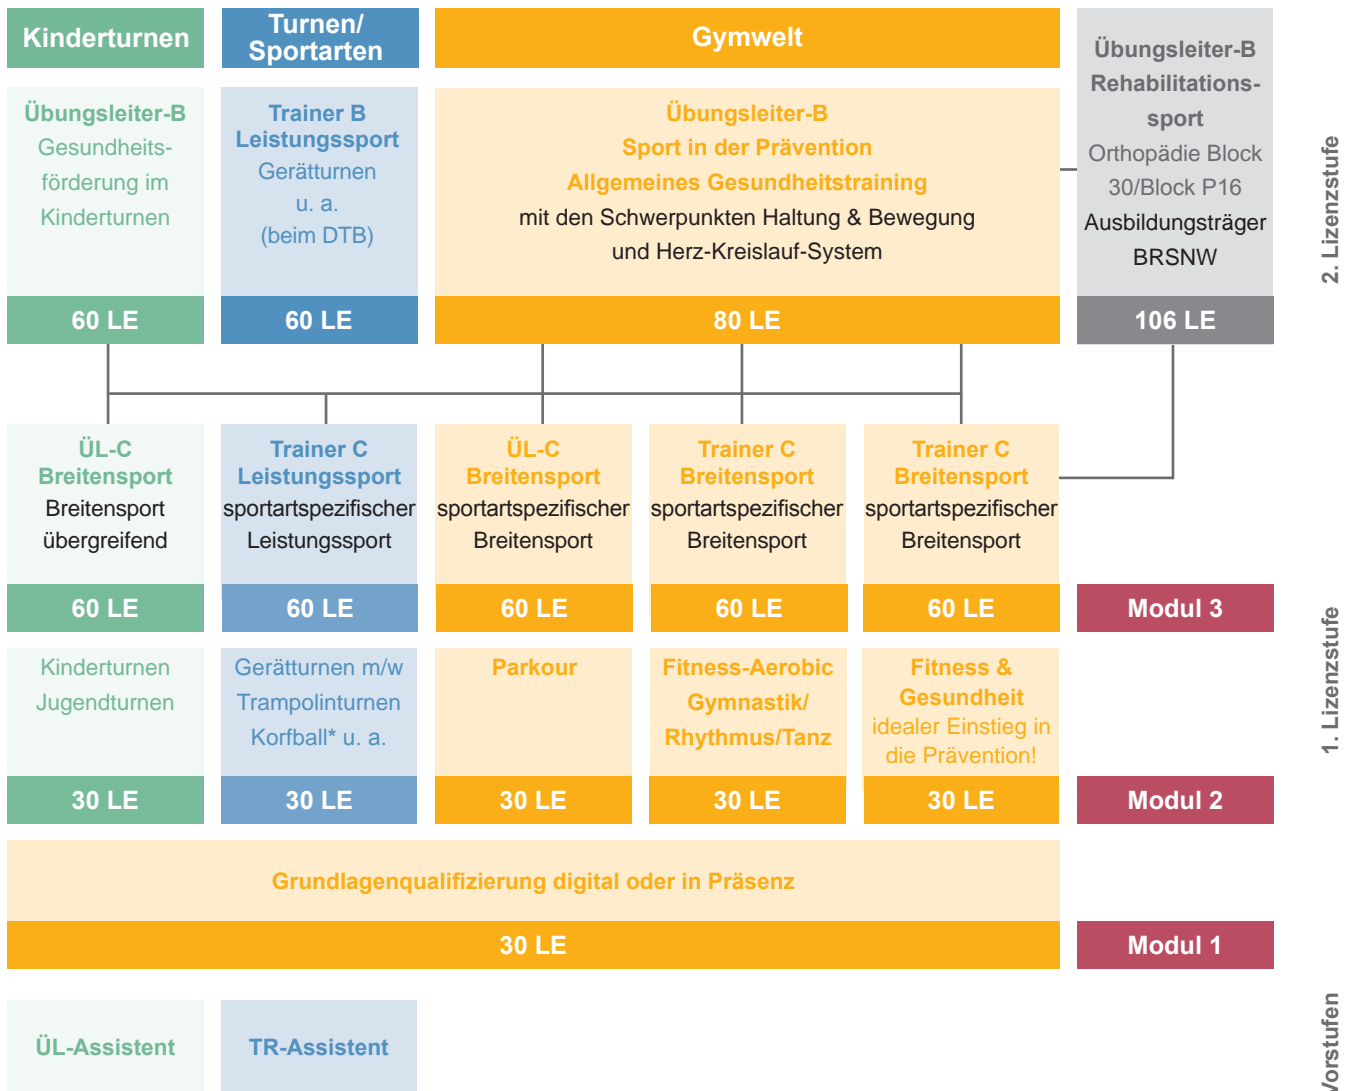 Kinderturnen
Turnen/
Sportarten
Gymwelt
Übungsleiter-B
Gesundheits-
förderung im
Kinderturnen
60 LE
Trainer B
Leistungssport
Gerätturnen
u. a.
(beim DTB)
60 LE
Übungsleiter-B
Sport in der Prävention
Allgemeines Gesundheitstraining
mit den Schwerpunkten Haltung & Bewegung
und Herz-Kreislauf-System
80 LE
Übungsleiter-B
Rehabilitations-
sport
Orthopädie Block
30/Block P16
Ausbildungsträger
BRSNW
106 LE
2. Lizenzstufe
ÜL-C
Breitensport
Breitensport
übergreifend
60 LE
Trainer C
Leistungssport
sportartspezifischer
Leistungssport
60 LE
ÜL-C
Breitensport
sportartspezifischer
Breitensport
60 LE
Trainer C
Breitensport
sportartspezifischer
Breitensport
60 LE
Trainer C
Breitensport
sportartspezifischer
Breitensport
60 LE
Modul 3
Kinderturnen
Jugendturnen
30 LE
Gerätturnen m/w
Trampolinturnen
Korfball* u. a.
30 LE
Parkour
30 LE
Fitness-Aerobic
Gymnastik/
Rhythmus/Tanz
30 LE
Fitness &
Gesundheit
idealer Einstieg in
die Prävention!
30 LE
Modul 2
1. Lizenzstufe
Grundlagenqualifizierung digital oder in Präsenz
30 LE
Modul 1
ÜL-Assistent
TR-Assistent
Vorstufen